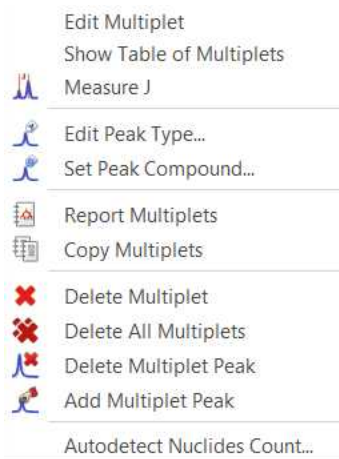 Edit Multiplet
Show Table of Multiplets
Measure J
Edit Peak Type...
Set Peak Compound...
Report Multiplets
Copy Multiplets
Delete Multiplet
Delete All Multiplets
Delete Multiplet Peak
Add Multiplet Peak
Autodetect Nuclides Count...